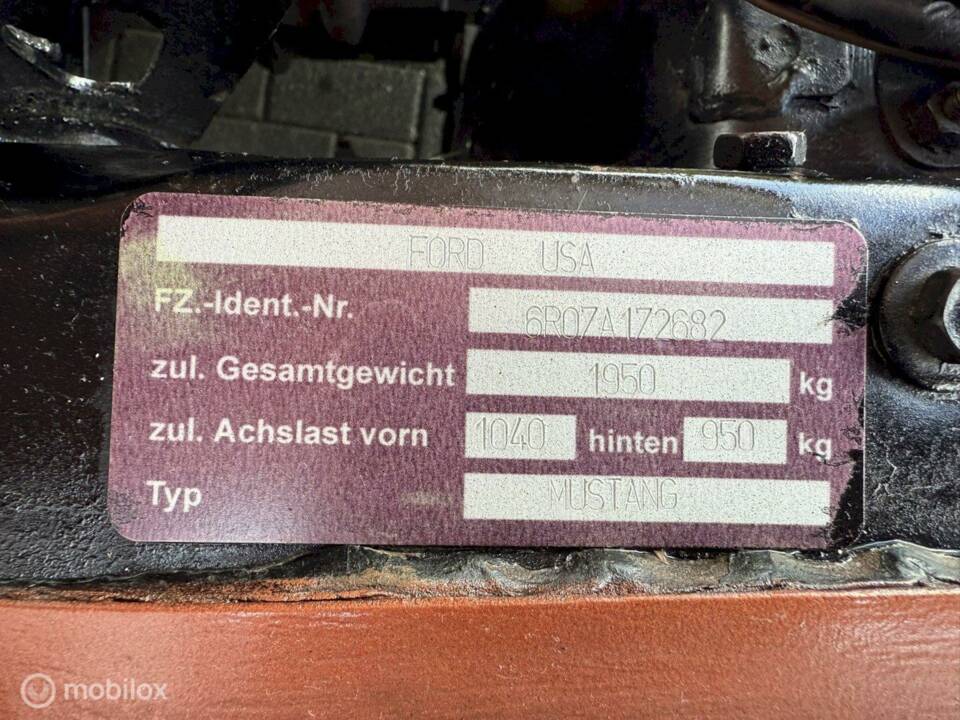 FORD USA
FZ.-Ident.-Nr. 6R07A172682
zul. Gesamtgewicht 1950 kg
zul. Achslast vorn 1040 hinten 950 kg
Typ MUSTANG
mobilox